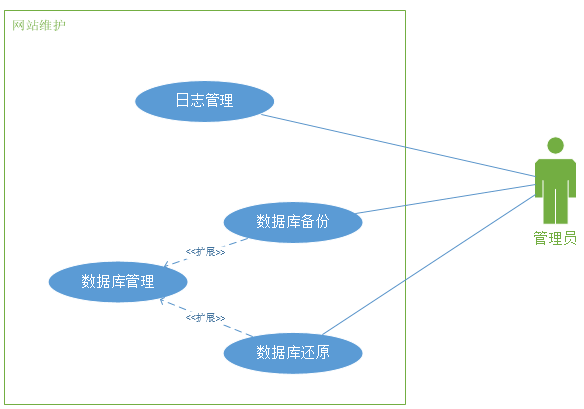 网站维护
日志管理
数据库备份
<<扩展>>
管理员
数据库管理
<<扩展>>
数据库还原